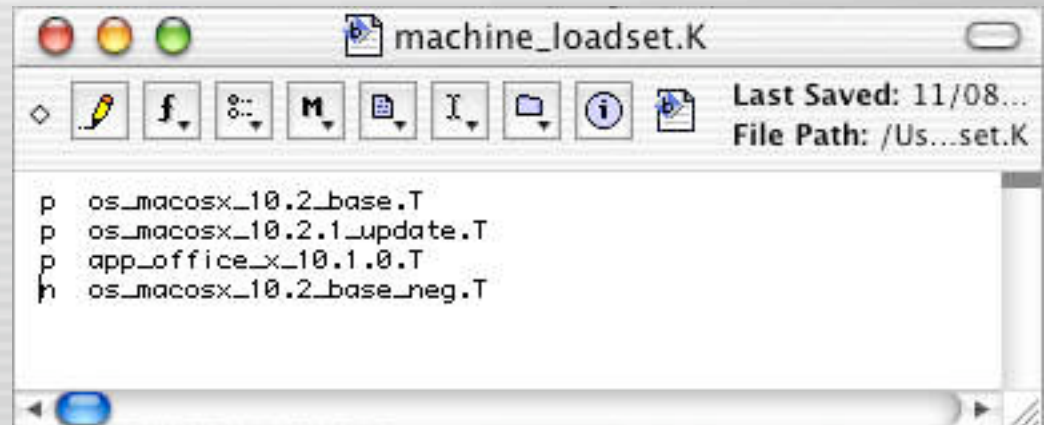 machine_loadset.K
Last Saved: 11/08...
File Path: /Us...set.K
p os_macosx_10.2_base.T
p os_macosx_10.2.1_update.T
p app_office_x_10.1.0.T
n os_macosx_10.2_base_neg.T